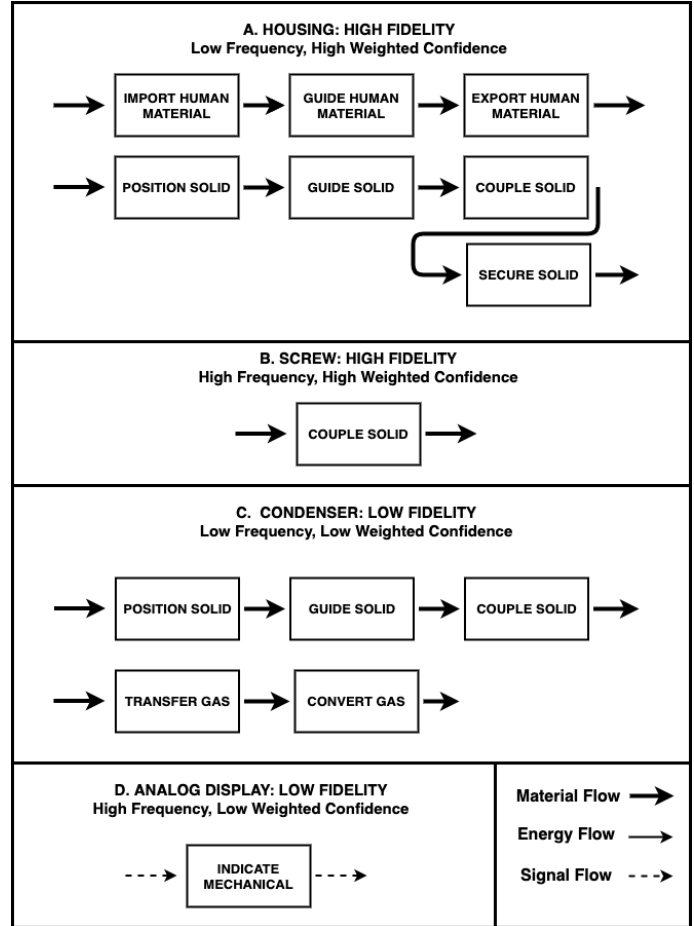 A. HOUSING: HIGH FIDELITY
Low Frequency, High Weighted Confidence
IMPORT HUMAN
MATERIAL
GUIDE HUMAN
MATERIAL
EXPORT HUMAN
MATERIAL
POSITION SOLID
GUIDE SOLID
COUPLE SOLID
SECURE SOLID
B. SCREW: HIGH FIDELITY
High Frequency, High Weighted Confidence
COUPLE SOLID
C. CONDENSER: LOW FIDELITY
Low Frequency, Low Weighted Confidence
POSITION SOLID
GUIDE SOLID
COUPLE SOLID
TRANSFER GAS
CONVERT GAS
D. ANALOG DISPLAY: LOW FIDELITY
High Frequency, Low Weighted Confidence
INDICATE
MECHANICAL
Material Flow
Energy Flow
Signal Flow